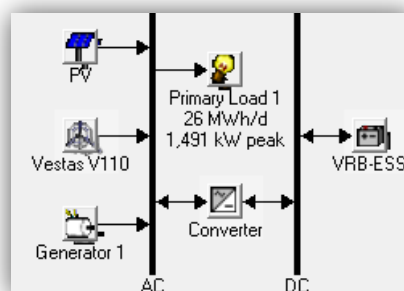 PV
Primary Load 1
26 MWh/d
1,491 kW peak
Vestas V110
VRB-ESS
Converter
Generator 1
AC
DC